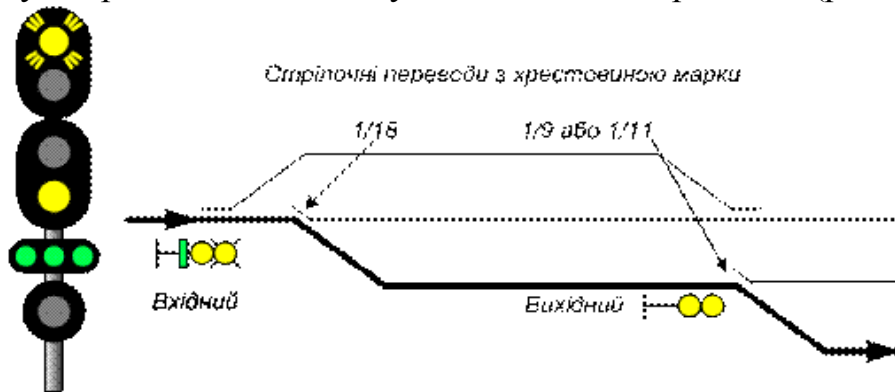 Стрілочні переводи з хрестовиною марки
1/18
1/9 або 1/11
Вхідний
Вихідний